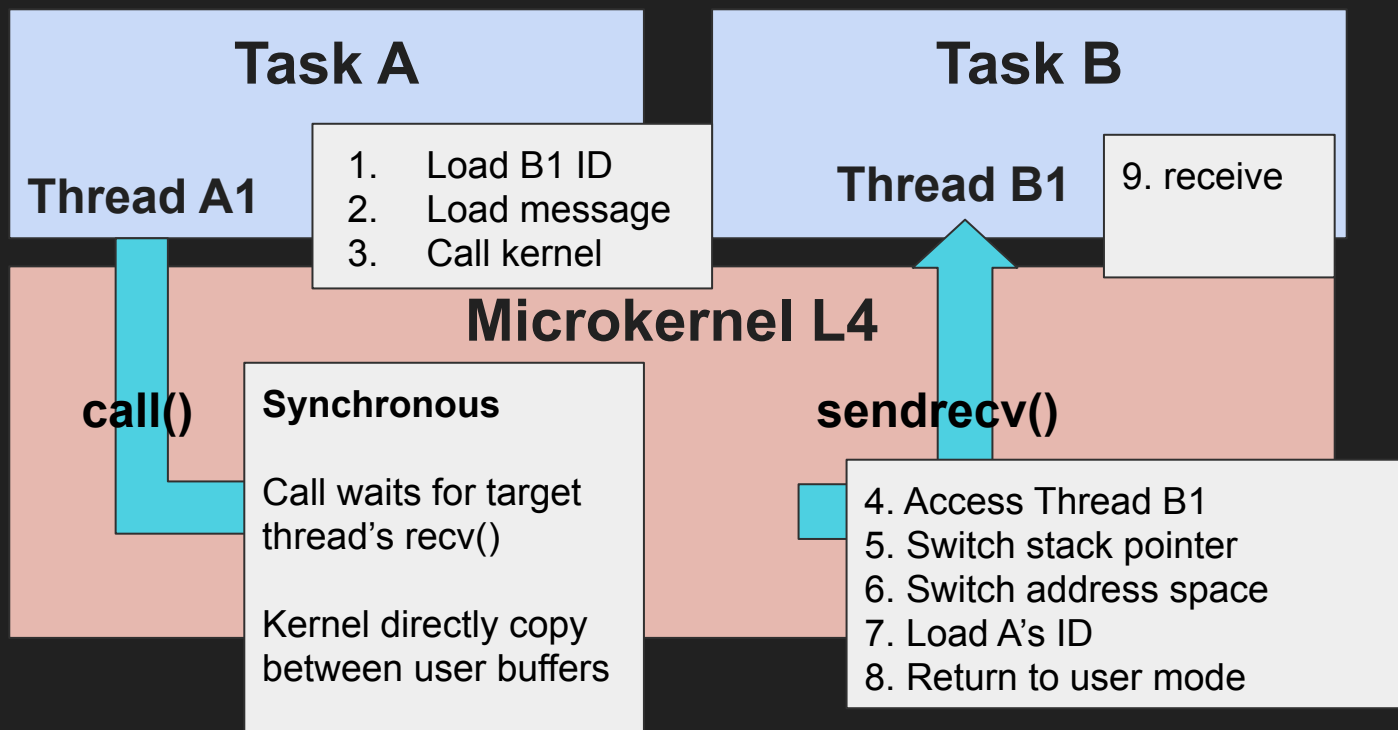 Task A
Task B
Thread A1
1. Load B1 ID
2. Load message
3. Call kernel
Thread B1
9. receive
Microkernel L4
call()
Synchronous
Call waits for target
thread’s recv()
Kernel directly copy
between user buffers
sendrecv()
4. Access Thread B1
5. Switch stack pointer
6. Switch address space
7. Load A’s ID
8. Return to user mode